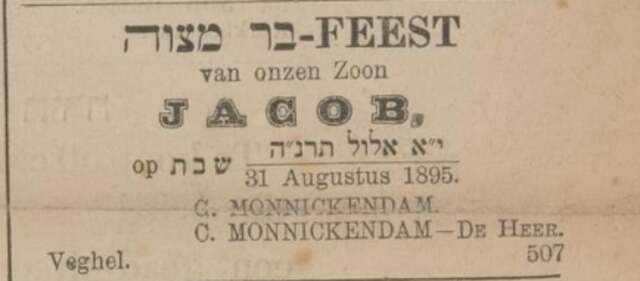 בר מצוה-FEEST
van onzen Zoon
JACOB,
op שבת י״א אלול תרנ״ה
31 Augustus 1895.
G. MONNICKENDAM.
C. MONNICKENDAM—DE HEER.
Veghel. 507